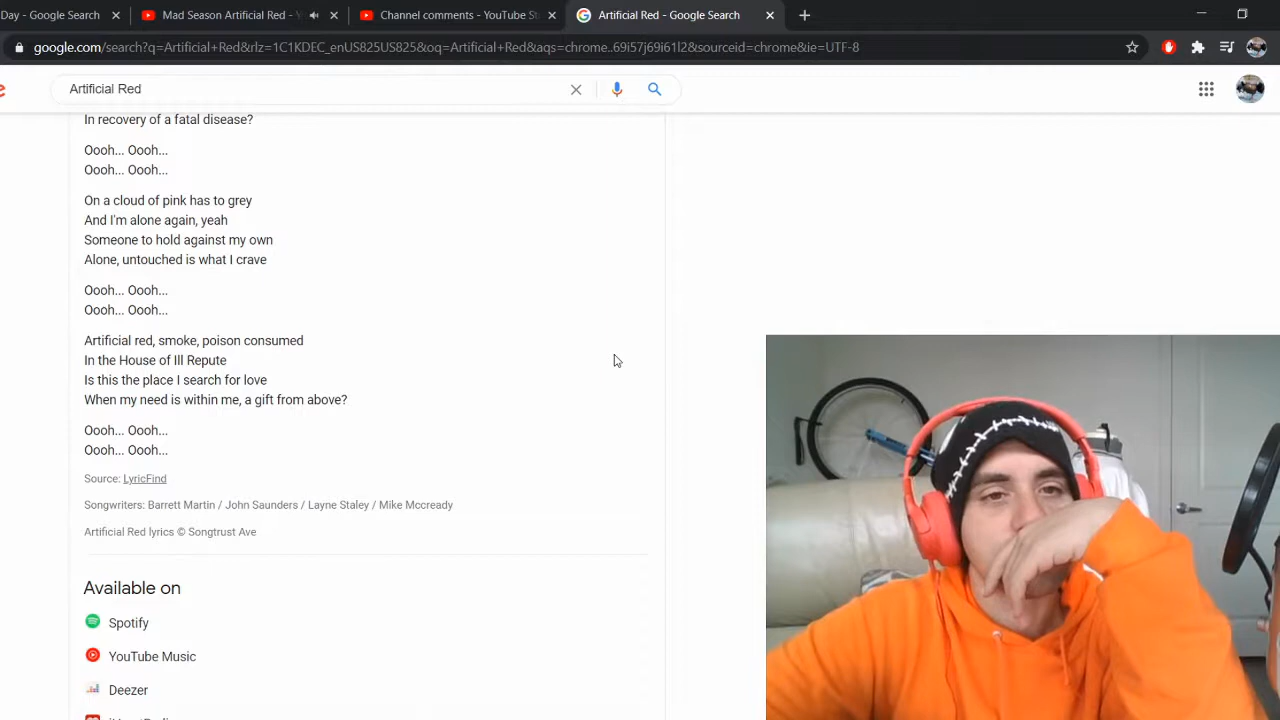 Day - Google Search
Mad Season Artificial Red - Y
Channel comments - YouTube St
Artificial Red - Google Search
google.com/search?q=Artificial+Red&rlz=1C1KDEC_enUS825US825&oq=Artificial+Red&aqs=chrome..69i57j69i61l2&sourceid=chrome&ie=UTF-8
e
Artificial Red
In recovery of a fatal disease?
Oooh... Oooh...
Oooh... Oooh...
On a cloud of pink has to grey
And I'm alone again, yeah
Someone to hold against my own
Alone, untouched is what I crave
Oooh... Oooh...
Oooh... Oooh...
Artificial red, smoke, poison consumed
In the House of Ill Repute
Is this the place I search for love
When my need is within me, a gift from above?
Oooh... Oooh...
Oooh... Oooh...
Source: LyricFind
Songwriters: Barrett Martin / John Saunders / Layne Staley / Mike Mccready
Artificial Red lyrics © Songtrust Ave
Available on
Spotify
YouTube Music
Deezer